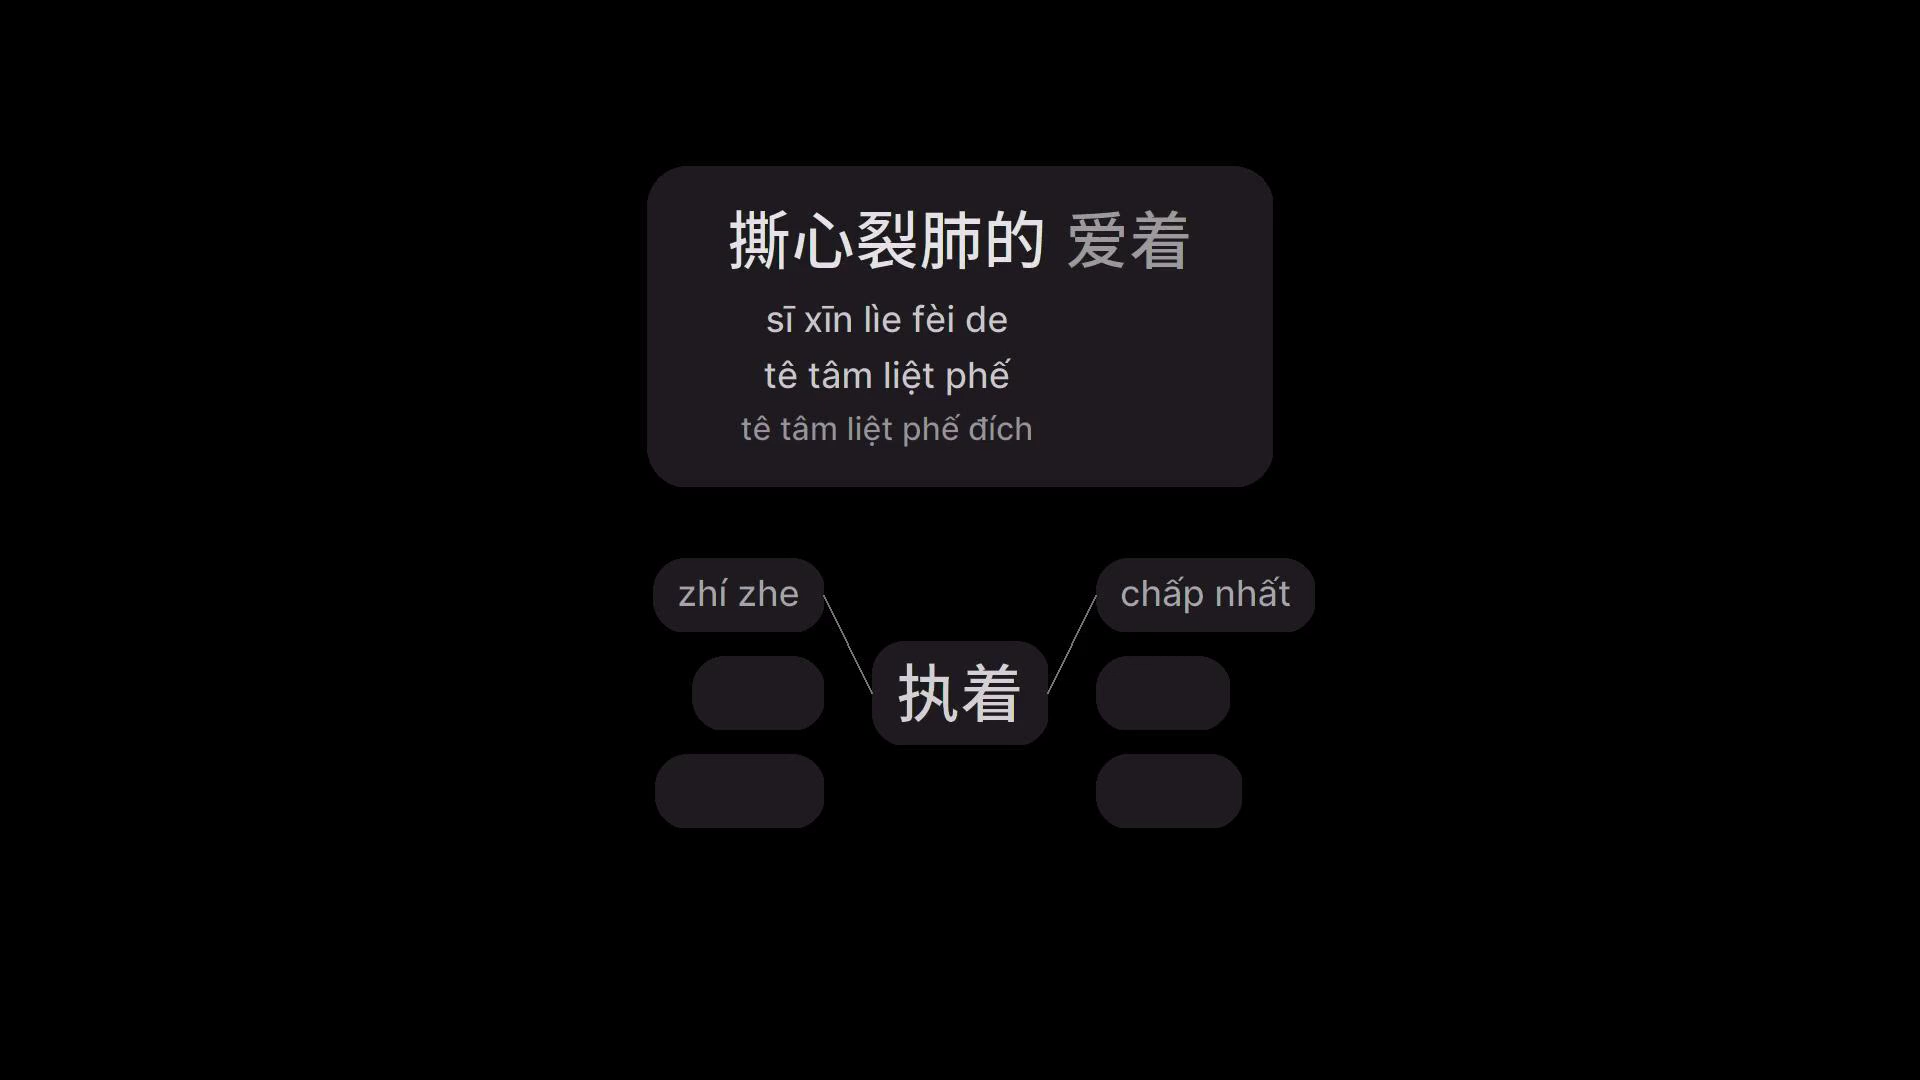 撕心裂肺的 爱着
sī xīn lìe fèi de
tê tâm liệt phế
tê tâm liệt phế đích
zhí zhe
chấp nhất
执着